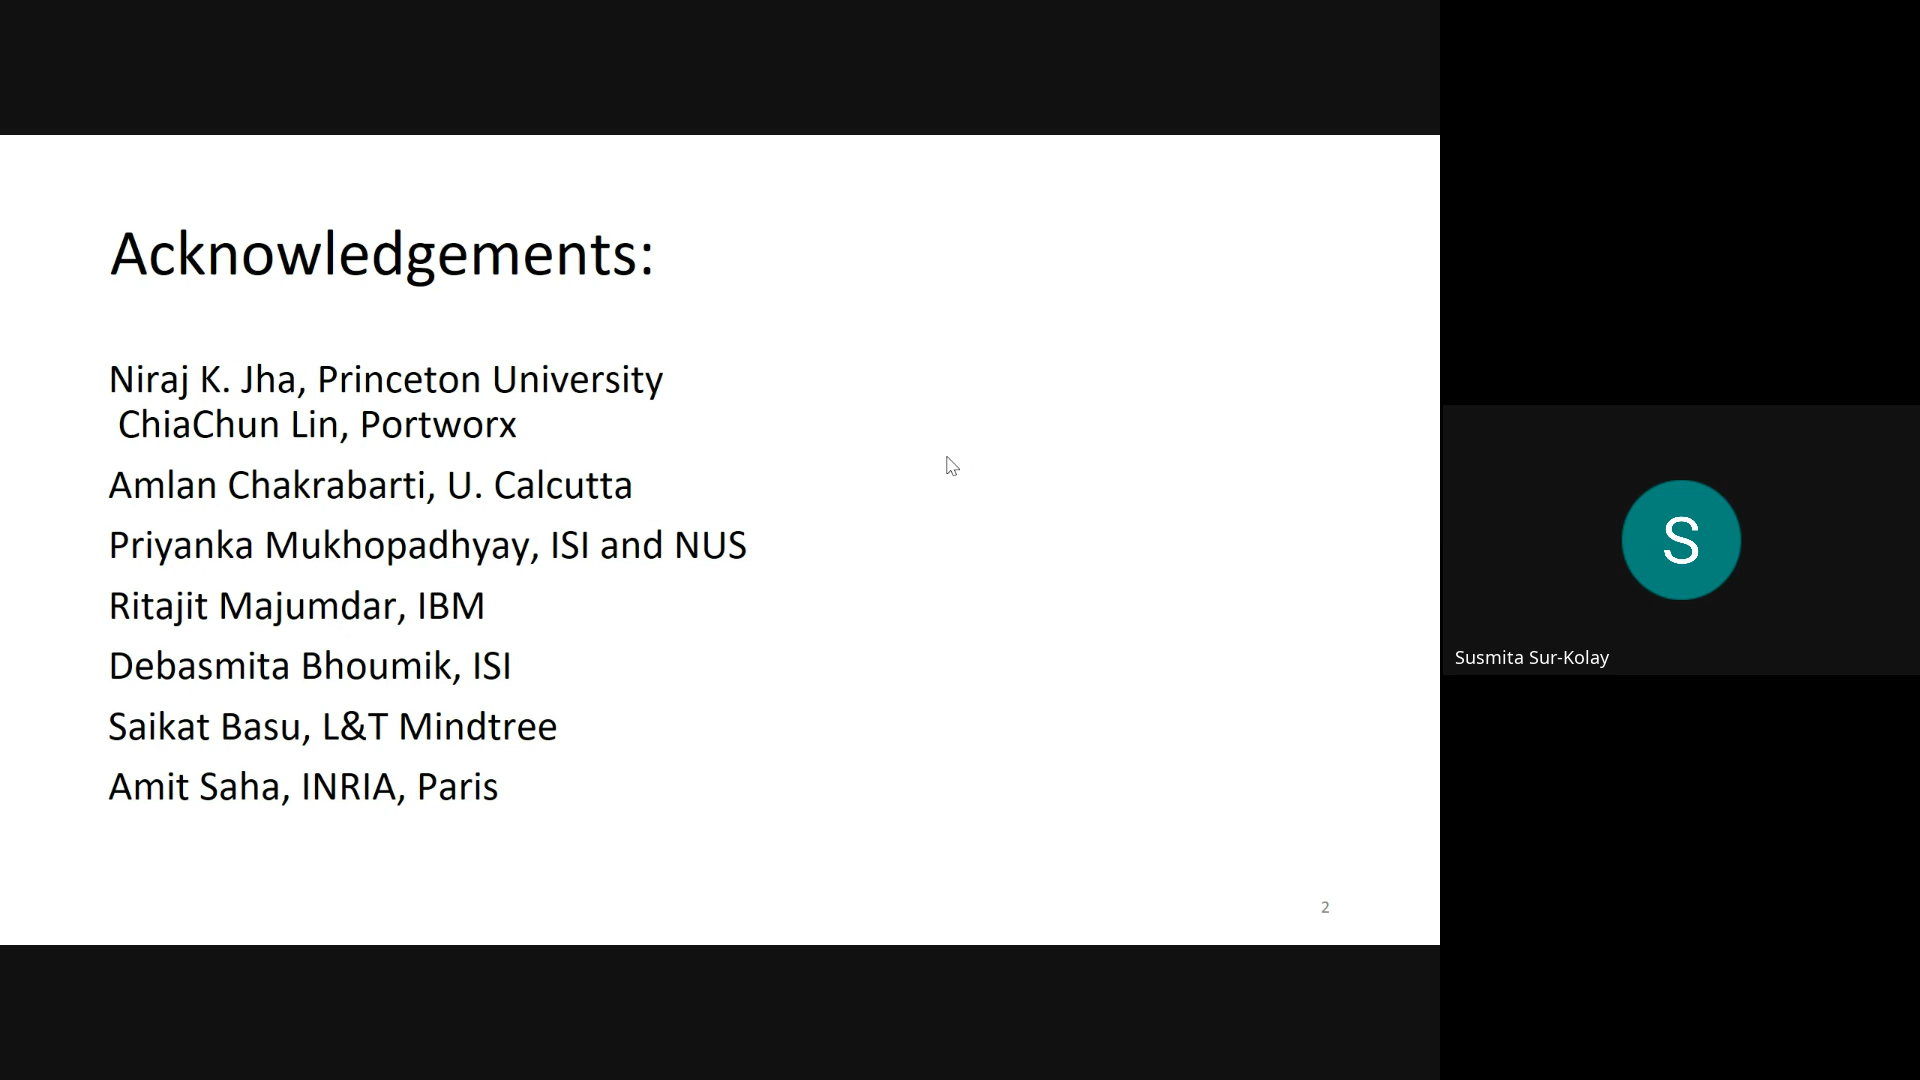 Acknowledgements:
Niraj K. Jha, Princeton University
ChiaChun Lin, Portworx
Amlan Chakrabarti, U. Calcutta
Priyanka Mukhopadhyay, ISI and NUS
Ritajit Majumdar, IBM
Debasmita Bhoumik, ISI
Saikat Basu, L&T Mindtree
Amit Saha, INRIA, Paris
2
S
Susmita Sur-Kolay